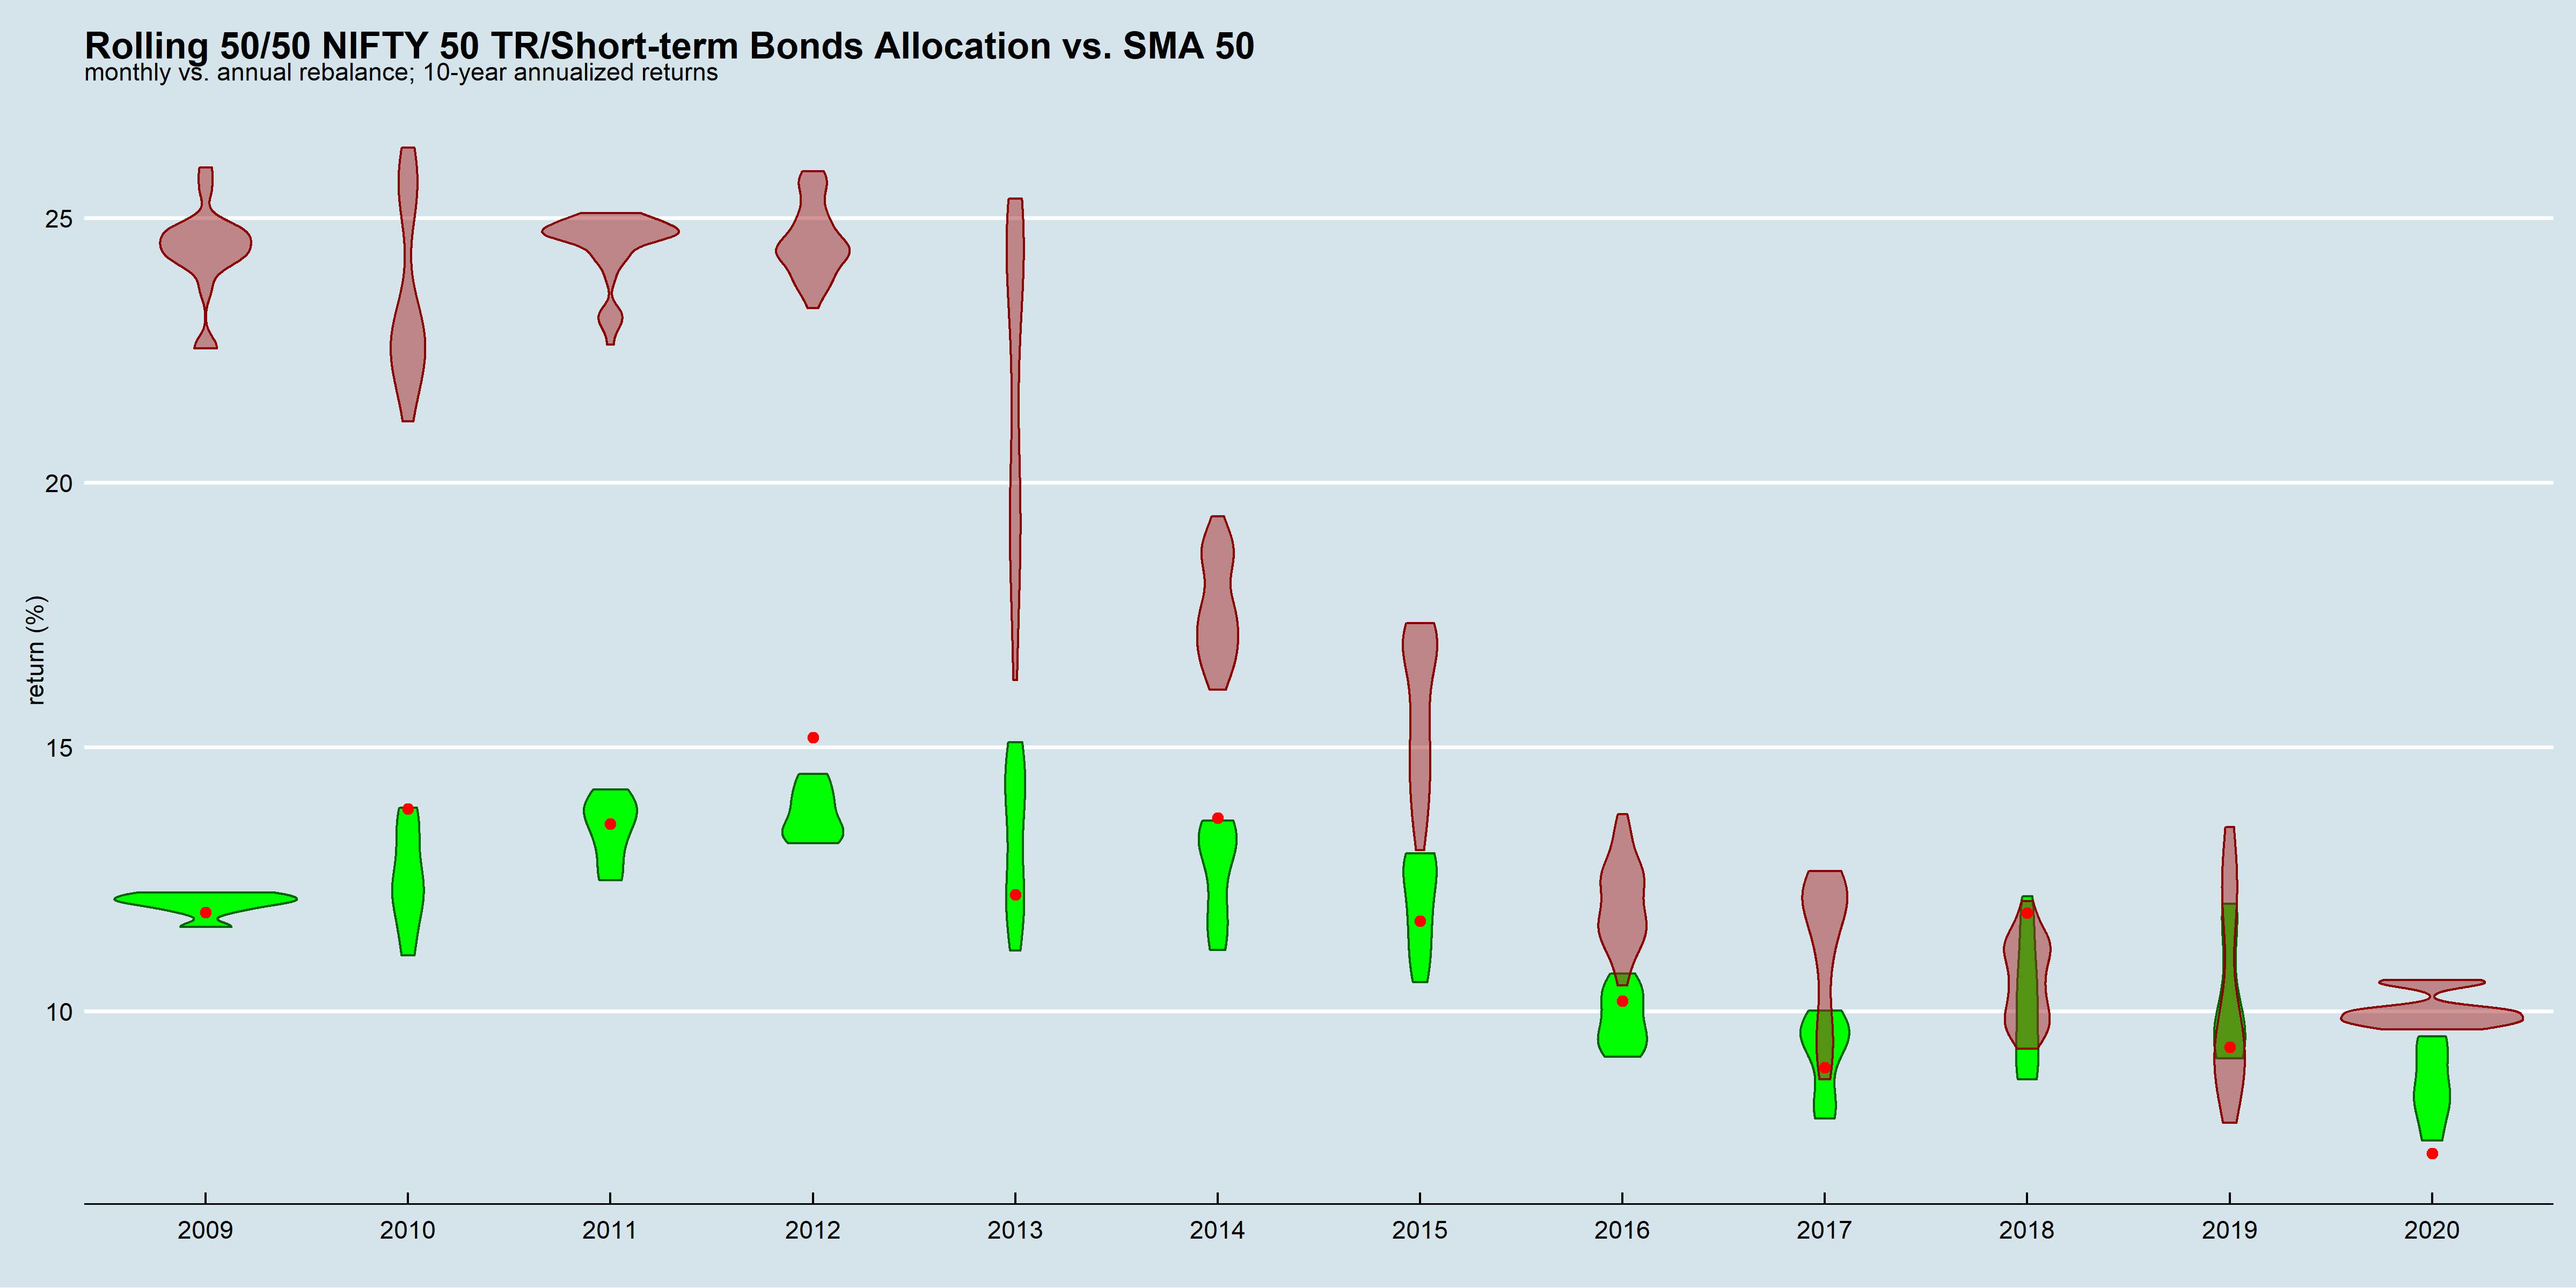 Rolling 50/50 NIFTY 50 TR/Short-term Bonds Allocation vs. SMA 50
monthly vs. annual rebalance; 10-year annualized returns
25
20
15
10
return (%)
2009 2010 2011 2012 2013 2014 2015 2016 2017 2018 2019 2020